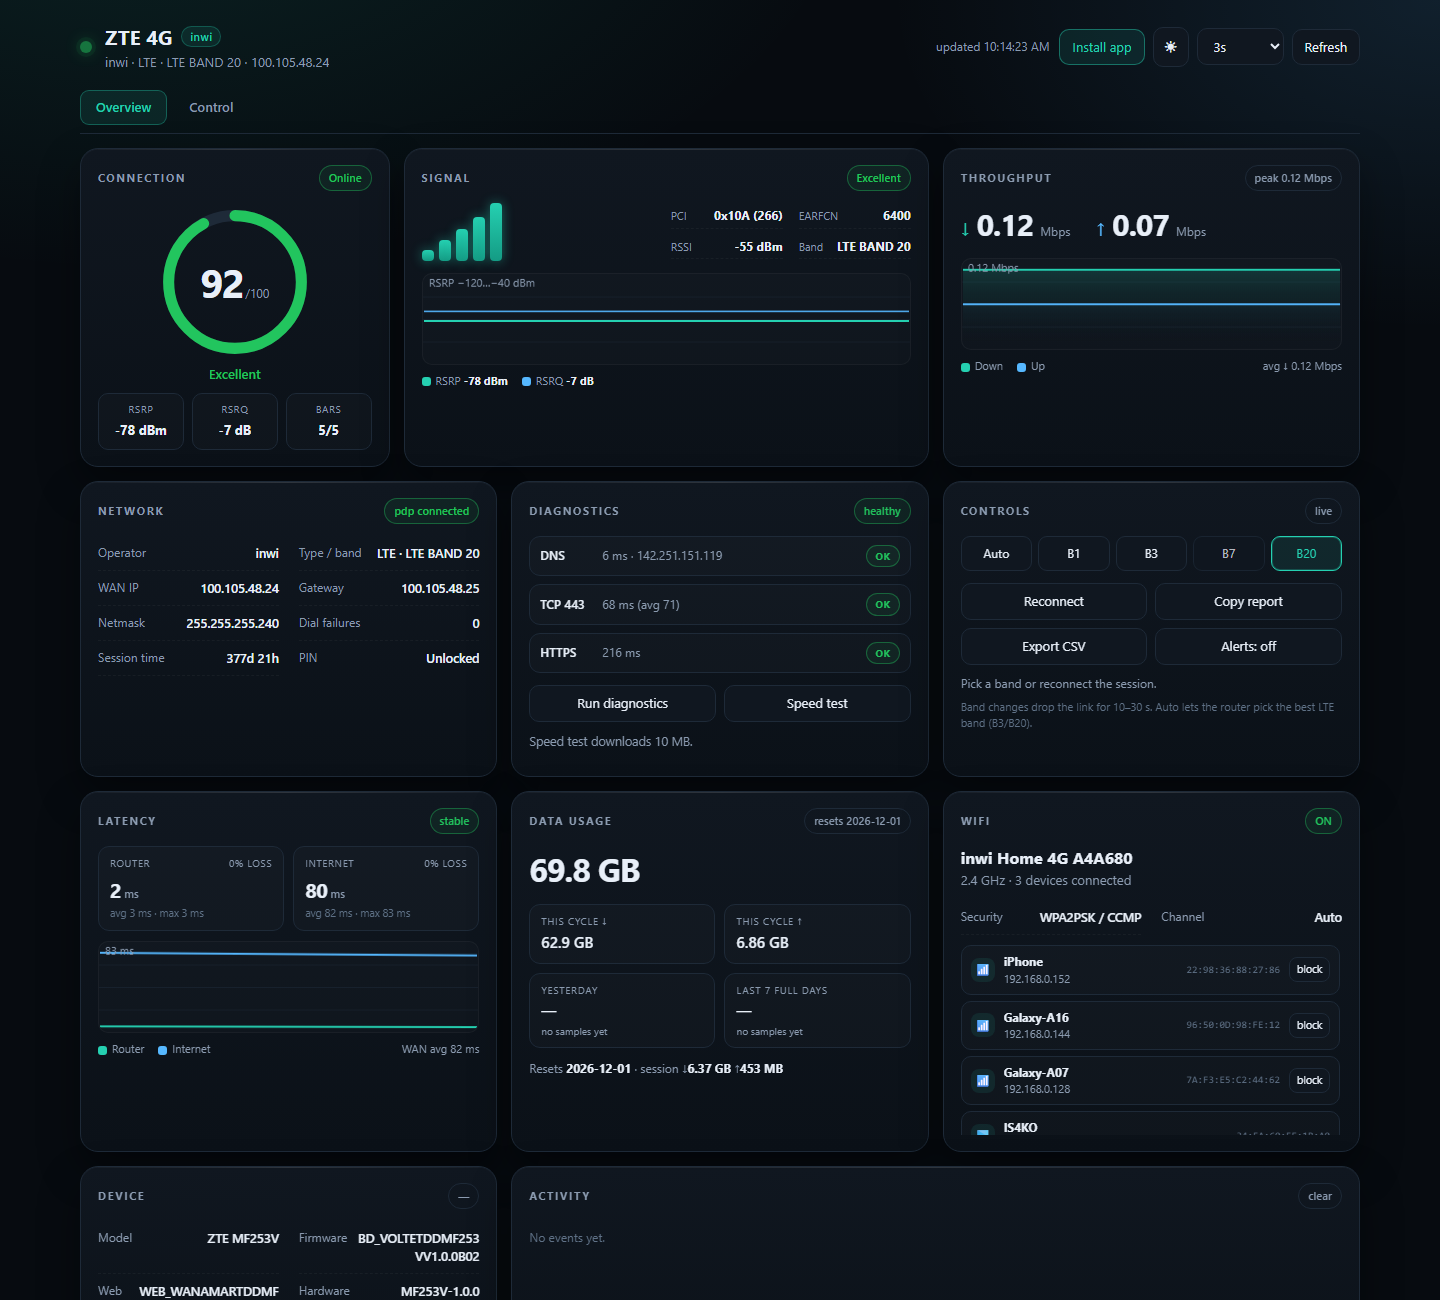 ZTE 4G inwi
inwi · LTE · LTE BAND 20 · 100.105.48.24
updated 10:14:23 AM Install app 3s Refresh
Overview Control
CONNECTION Online
92/100
Excellent
RSRP RSRQ BARS
-78 dBm -7 dB 5/5
SIGNAL Excellent
PCI 0x10A (266) EARFCN 6400
RSSI -55 dBm Band LTE BAND 20
RSRP −120…−40 dBm
RSRP -78 dBm RSRQ -7 dB
THROUGHPUT peak 0.12 Mbps
↓ 0.12 Mbps ↑ 0.07 Mbps
0.12 Mbps
Down Up avg ↓ 0.12 Mbps
NETWORK pdp connected
Operator inwi Type / band LTE · LTE BAND 20
WAN IP 100.105.48.24 Gateway 100.105.48.25
Netmask 255.255.255.240 Dial failures 0
Session time 377d 21h PIN Unlocked
DIAGNOSTICS healthy
DNS 6 ms · 142.251.151.119 OK
TCP 443 68 ms (avg 71) OK
HTTPS 216 ms OK
Run diagnostics Speed test
Speed test downloads 10 MB.
CONTROLS live
Auto B1 B3 B7 B20
Reconnect Copy report
Export CSV Alerts: off
Pick a band or reconnect the session.
Band changes drop the link for 10–30 s. Auto lets the router pick the best LTE
band (B3/B20).
LATENCY stable
ROUTER 0% LOSS INTERNET 0% LOSS
2 ms 80 ms
avg 3 ms · max 3 ms avg 82 ms · max 83 ms
83 ms
Router Internet WAN avg 82 ms
DATA USAGE resets 2026-12-01
69.8 GB
THIS CYCLE ↓ THIS CYCLE ↑
62.9 GB 6.86 GB
YESTERDAY LAST 7 FULL DAYS
— —
no samples yet no samples yet
Resets 2026-12-01 · session ↓6.37 GB ↑453 MB
WIFI ON
inwi Home 4G A4A680
2.4 GHz · 3 devices connected
Security WPA2PSK / CCMP Channel Auto
iPhone 22:98:36:88:27:86 block
192.168.0.152
Galaxy-A16 96:50:0D:98:FE:12 block
192.168.0.144
Galaxy-A07 7A:F3:E5:C2:44:62 block
192.168.0.128
IS4KO
DEVICE —
Model ZTE MF253V Firmware BD_VOLTETDDMF253
VV1.0.0B02
Web WEB_WANAMARTDDMF Hardware MF253V-1.0.0
ACTIVITY clear
No events yet.